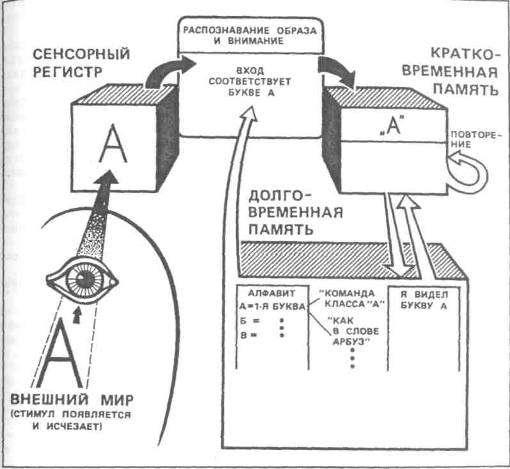 СЕНСОРНЫЙ
РЕГИСТР
А
РАСПОЗНАВАНИЕ ОБРАЗА
И ВНИМАНИЕ
ВХОД
СООТВЕТСТВУЕТ
БУКВЕ А
КРАТКО-
ВРЕМЕННАЯ
ПАМЯТЬ
„А“
ПОВТОРЕ-
НИЕ
ДОЛГО-
ВРЕМЕННАЯ
ПАМЯТЬ
АЛФАВИТ
А=1-Я БУКВА
Б =
В =
"КОМАНДА
КЛАССА "А"
"КАК
В СЛОВЕ
АРБУЗ"
Я ВИДЕЛ
БУКВУ А
А
ВНЕШНИЙ МИР
(СТИМУЛ ПОЯВЛЯЕТСЯ
И ИСЧЕЗАЕТ)